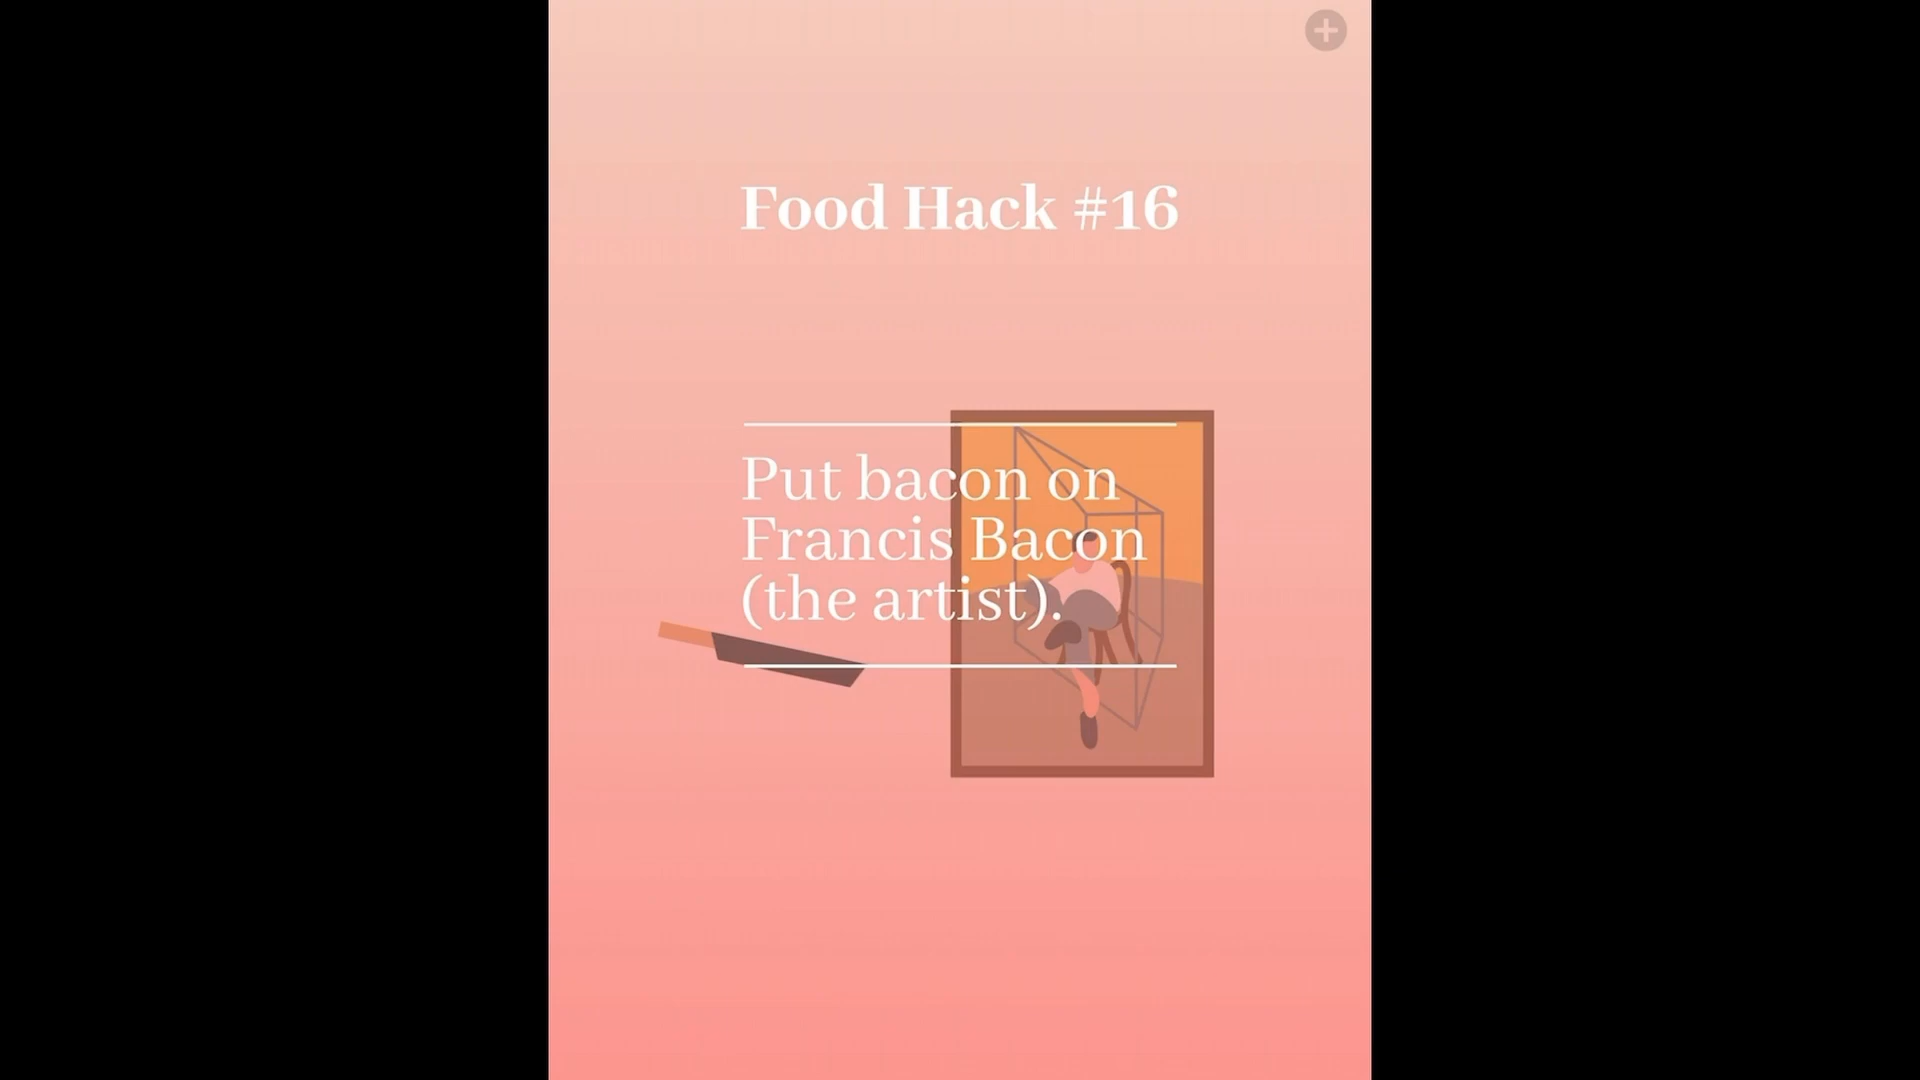 Food Hack #16
Put bacon on
Francis Bacon
(the artist).